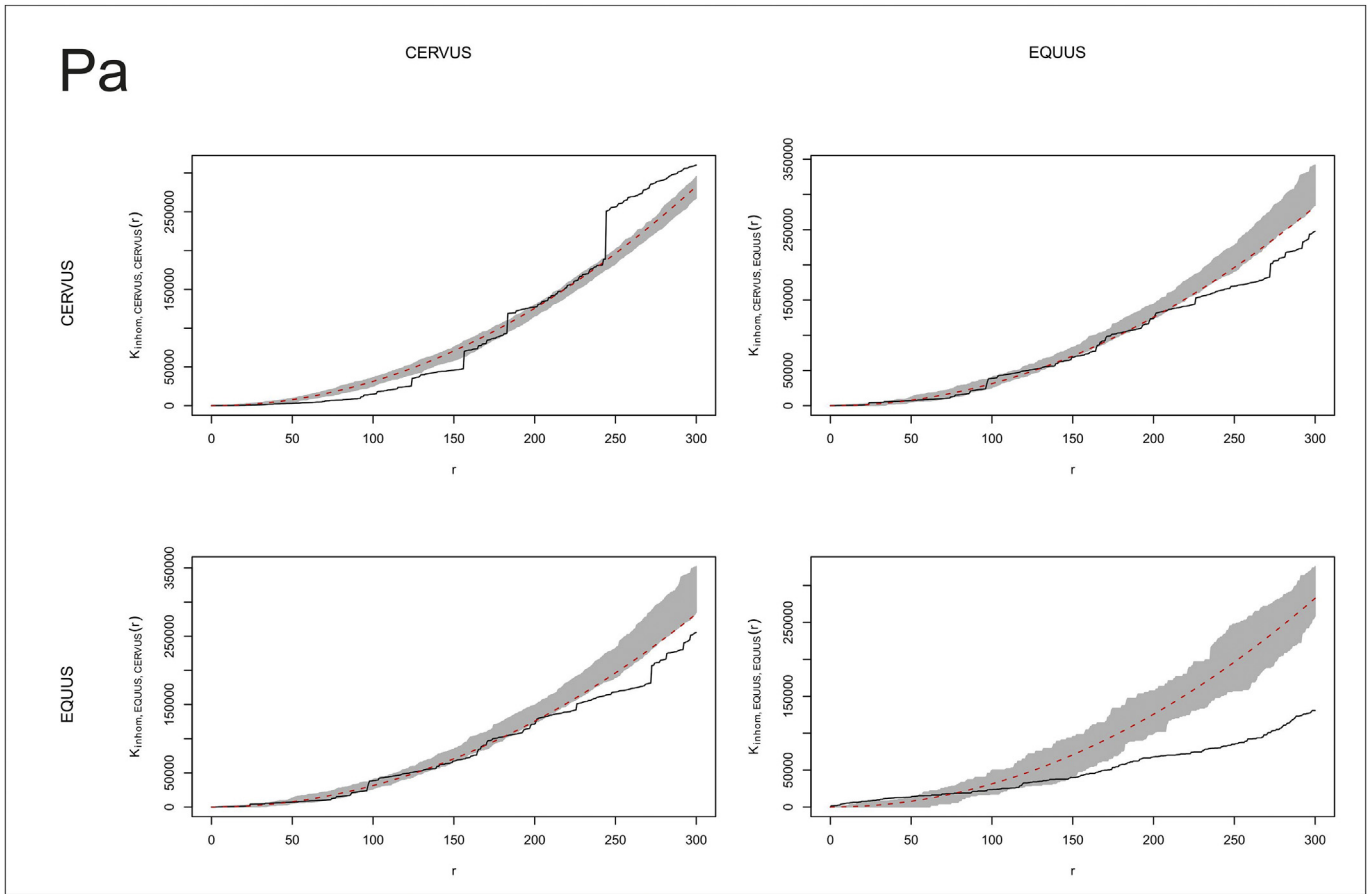 Pa
CERVUS
EQUUS
CERVUS
Kinhom, CERVUS, CERVUS(r)
0
50000
150000
250000
0 50 100 150 200 250 300
r
Kinhom, CERVUS, EQUUS(r)
0
50000
150000
250000
350000
0 50 100 150 200 250 300
r
EQUUS
Kinhom, EQUUS, CERVUS(r)
0
50000
150000
250000
350000
0 50 100 150 200 250 300
r
Kinhom, EQUUS, EQUUS(r)
0
50000
150000
250000
0 50 100 150 200 250 300
r